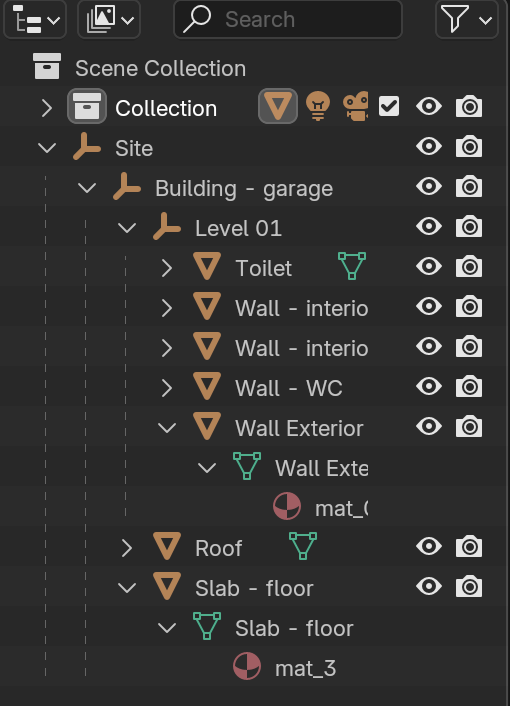 Search
Scene Collection
Collection
Site
Building - garage
Level 01
Toilet
Wall - interio
Wall - interio
Wall - WC
Wall Exterior
Wall Exte
mat_
Roof
Slab - floor
Slab - floor
mat_3